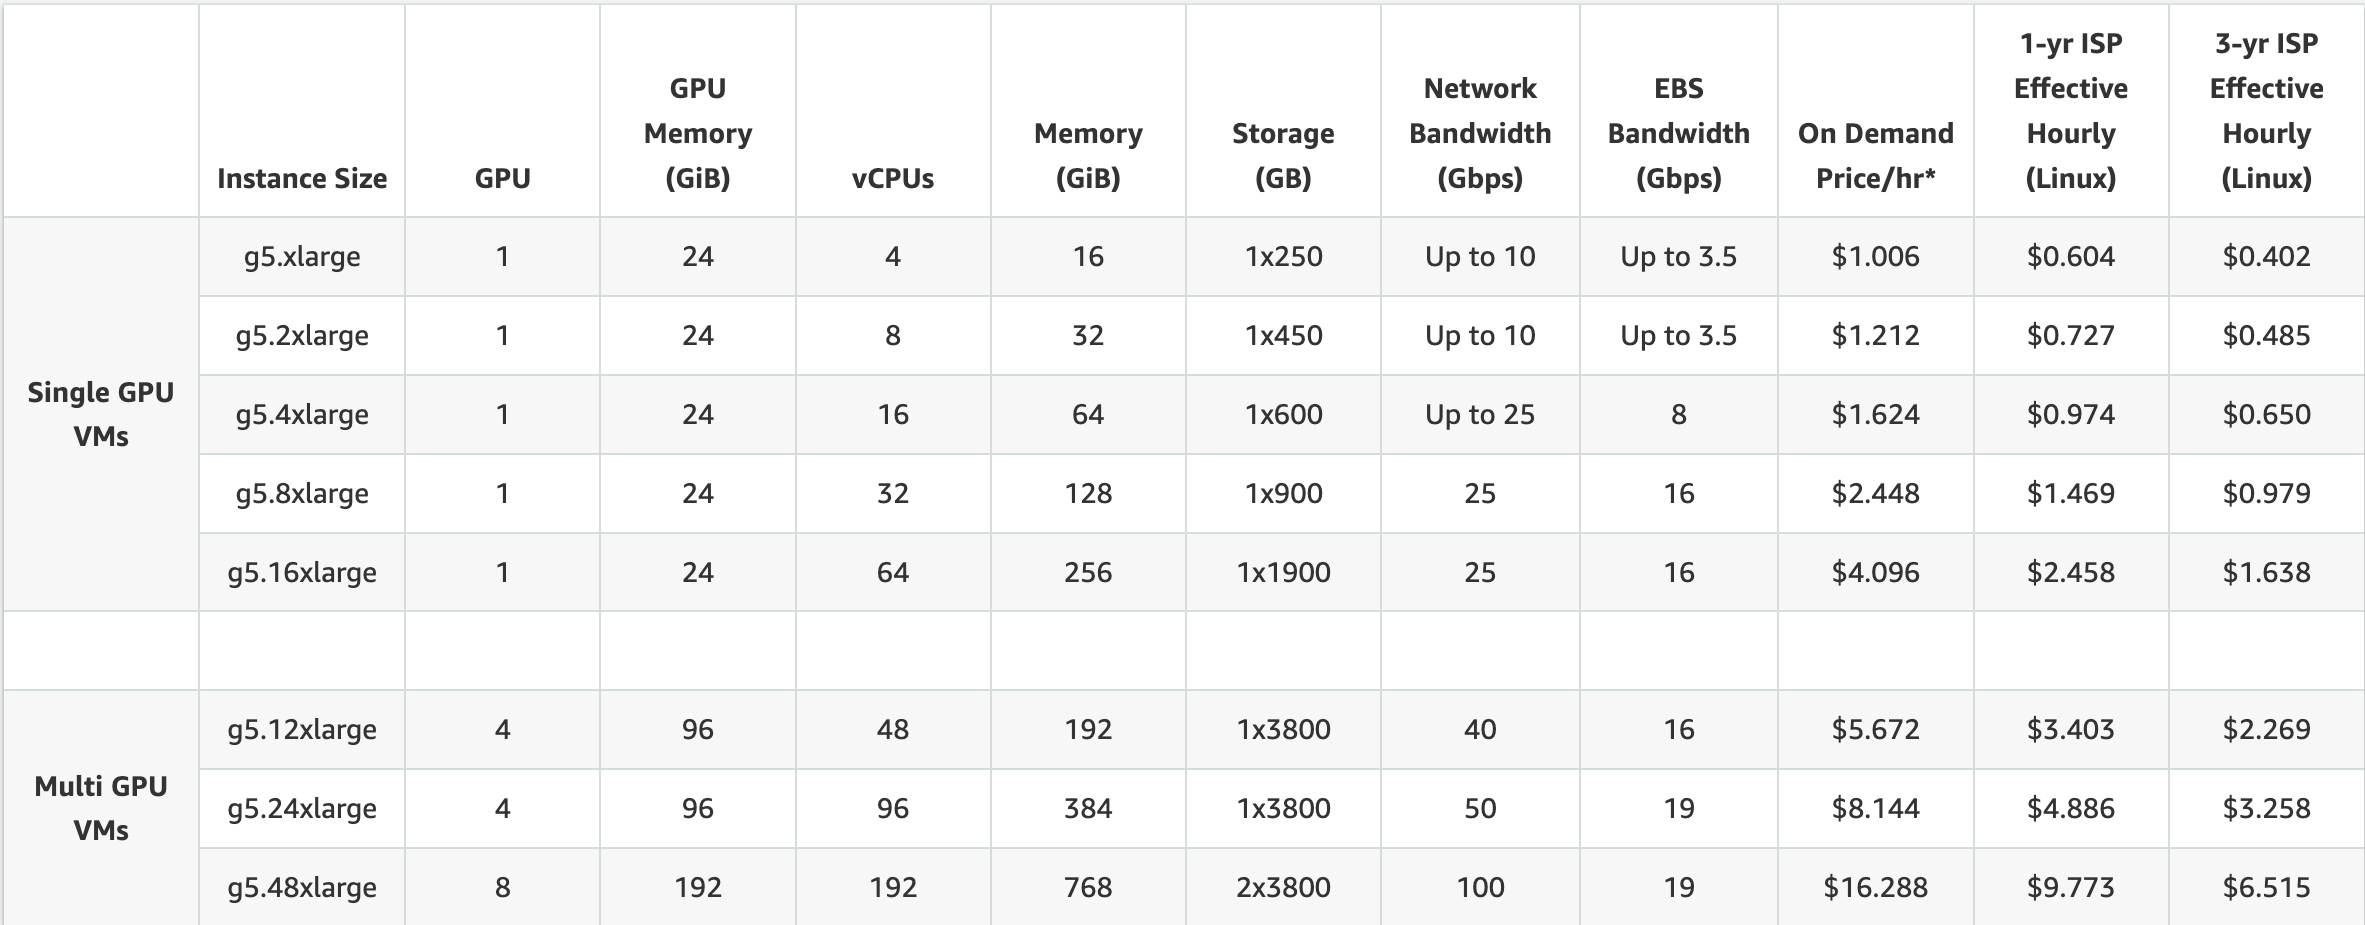 Instance Size GPU GPU Memory (GiB) vCPUs Memory (GiB) Storage (GB) Network Bandwidth (Gbps) EBS Bandwidth (Gbps) On Demand Price/hr* 1-yr ISP Effective Hourly (Linux) 3-yr ISP Effective Hourly (Linux)
Single GPU VMs
g5.xlarge 1 24 4 16 1x250 Up to 10 Up to 3.5 $1.006 $0.604 $0.402
g5.2xlarge 1 24 8 32 1x450 Up to 10 Up to 3.5 $1.212 $0.727 $0.485
g5.4xlarge 1 24 16 64 1x600 Up to 25 8 $1.624 $0.974 $0.650
g5.8xlarge 1 24 32 128 1x900 25 16 $2.448 $1.469 $0.979
g5.16xlarge 1 24 64 256 1x1900 25 16 $4.096 $2.458 $1.638
Multi GPU VMs
g5.12xlarge 4 96 48 192 1x3800 40 16 $5.672 $3.403 $2.269
g5.24xlarge 4 96 96 384 1x3800 50 19 $8.144 $4.886 $3.258
g5.48xlarge 8 192 192 768 2x3800 100 19 $16.288 $9.773 $6.515